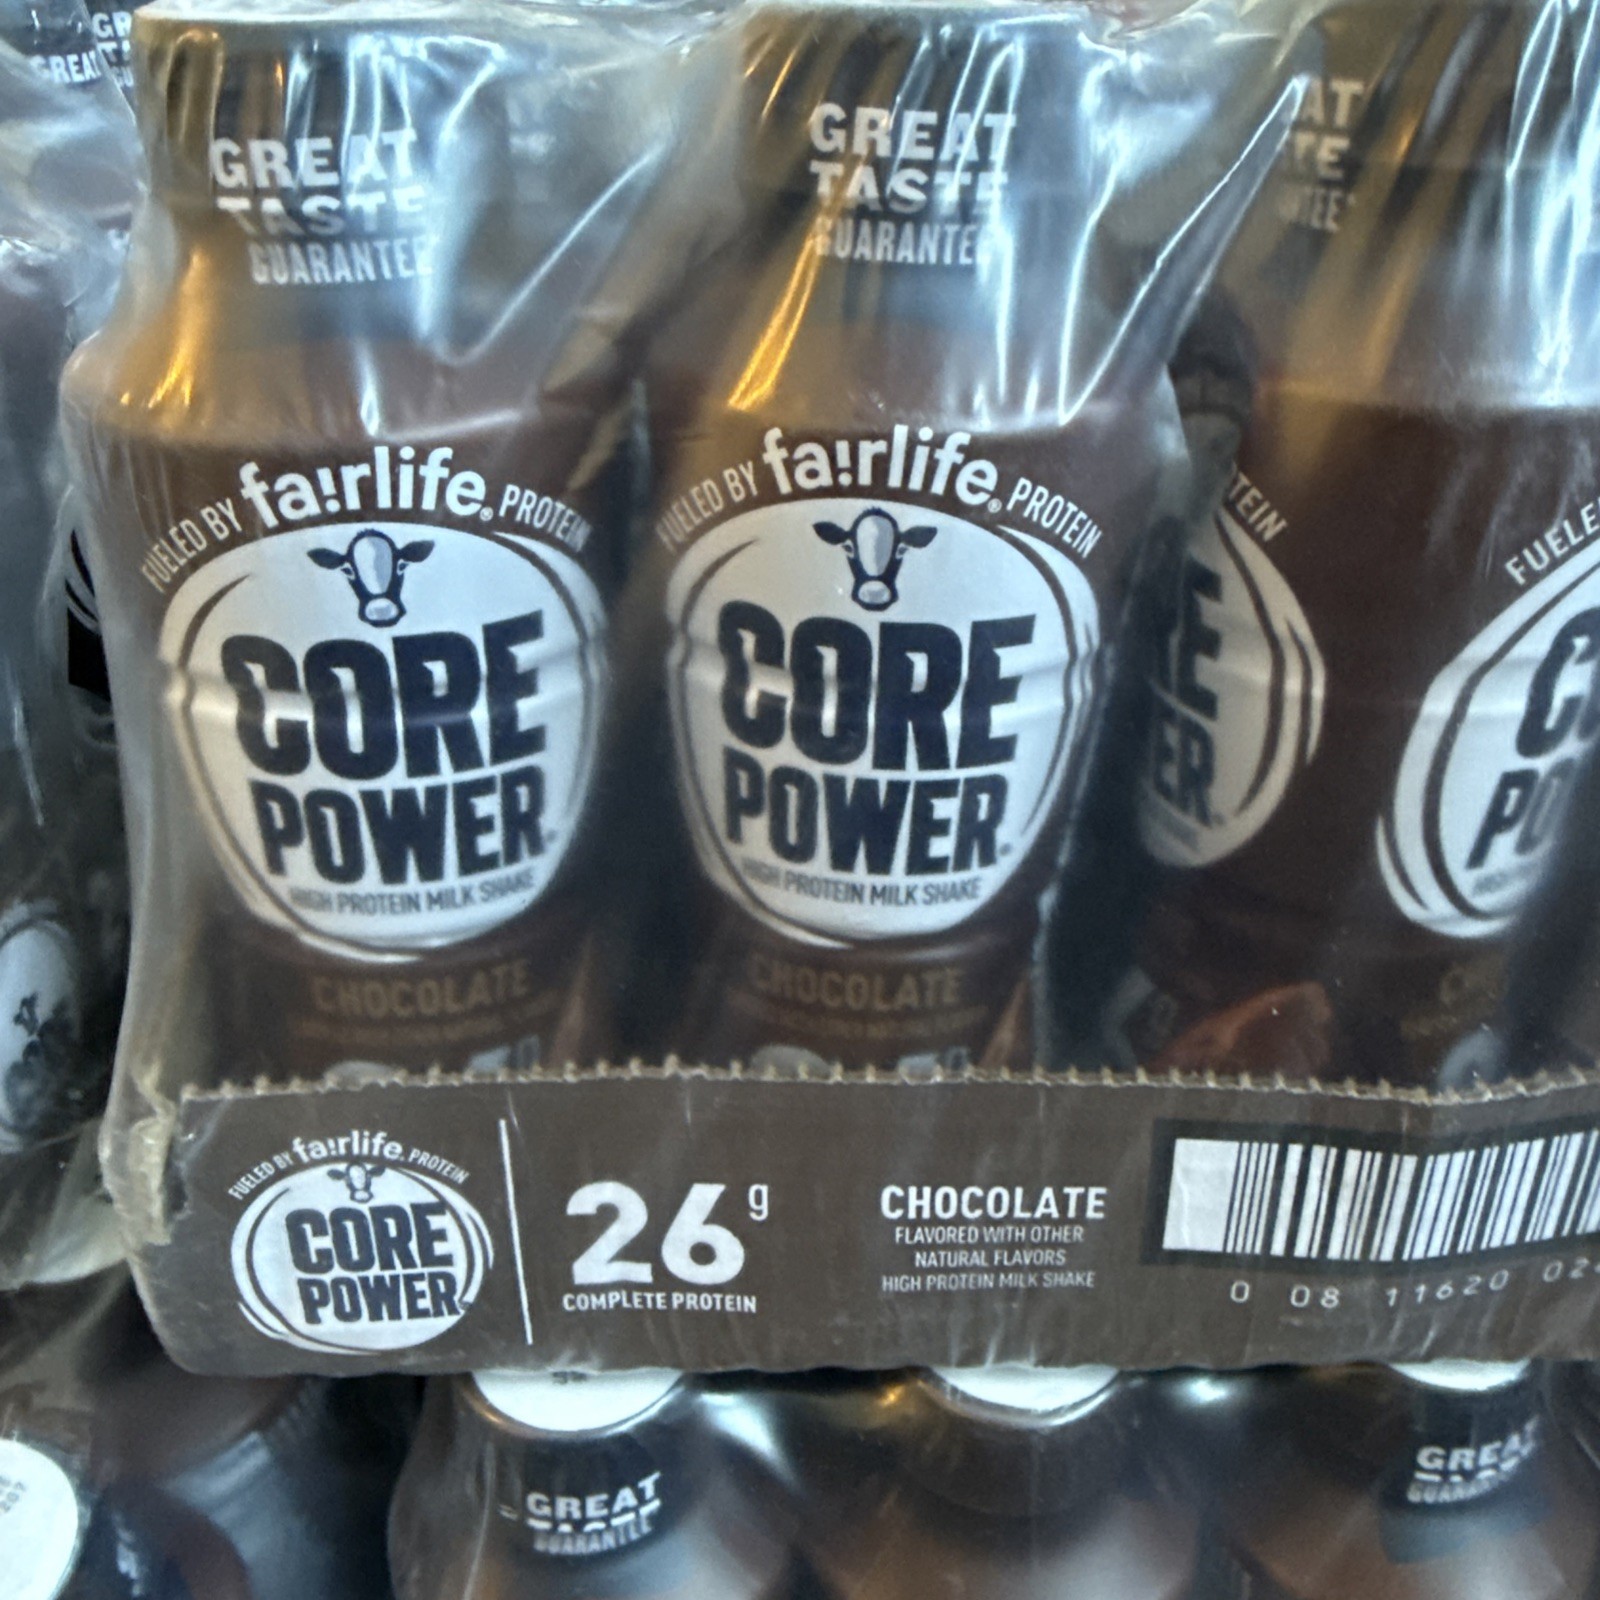 GREAT
TASTE
GUARANTEE
GREAT
TASTE
GUARANTEE
FUELED BY fa!rlife® PROTEIN
CORE
POWER
HIGH PROTEIN MILK SHAKE
CHOCOLATE
FUELED BY fa!rlife® PROTEIN
CORE
POWER
HIGH PROTEIN MILK SHAKE
CHOCOLATE
FUELED BY fa!rlife® PROTEIN
CORE
POWER
26g
COMPLETE PROTEIN
CHOCOLATE
FLAVORED WITH OTHER
NATURAL FLAVORS
HIGH PROTEIN MILK SHAKE
0 08 11620 02
GREAT
TASTE
GUARANTEE
GREAT